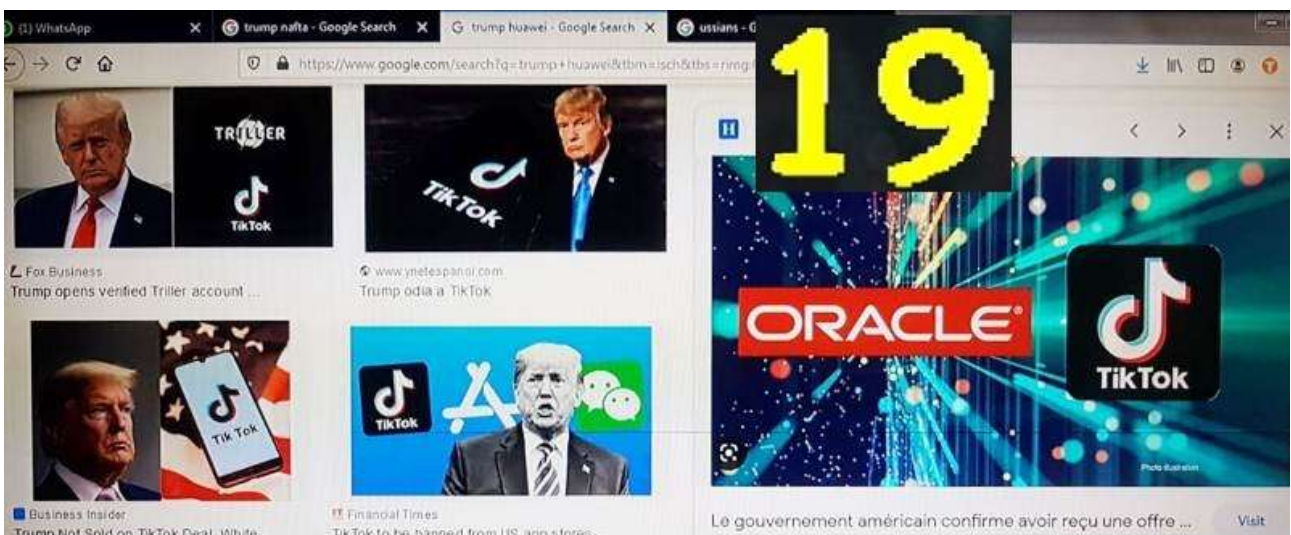 (1) WhatsApp
trump nafta - Google Search
trump huawei - Google Search
ussians - G
19
https://www.google.com/search?q=trump+huawei&tbm=isch&tbs=rimg:
H
TRILLER
TikTok
TikTok
ORACLE
TikTok
Photo illustration
Fox Business
Trump opens verified Triller account ...
www.ynetespanol.com
Trump odia a TikTok
Tik Tok
TikTok
Business Insider
Trump Not Sold on TikTok Deal, White
Financial Times
TikTok to be banned from US app stores
Le gouvernement américain confirme avoir reçu une offre ...
Visit